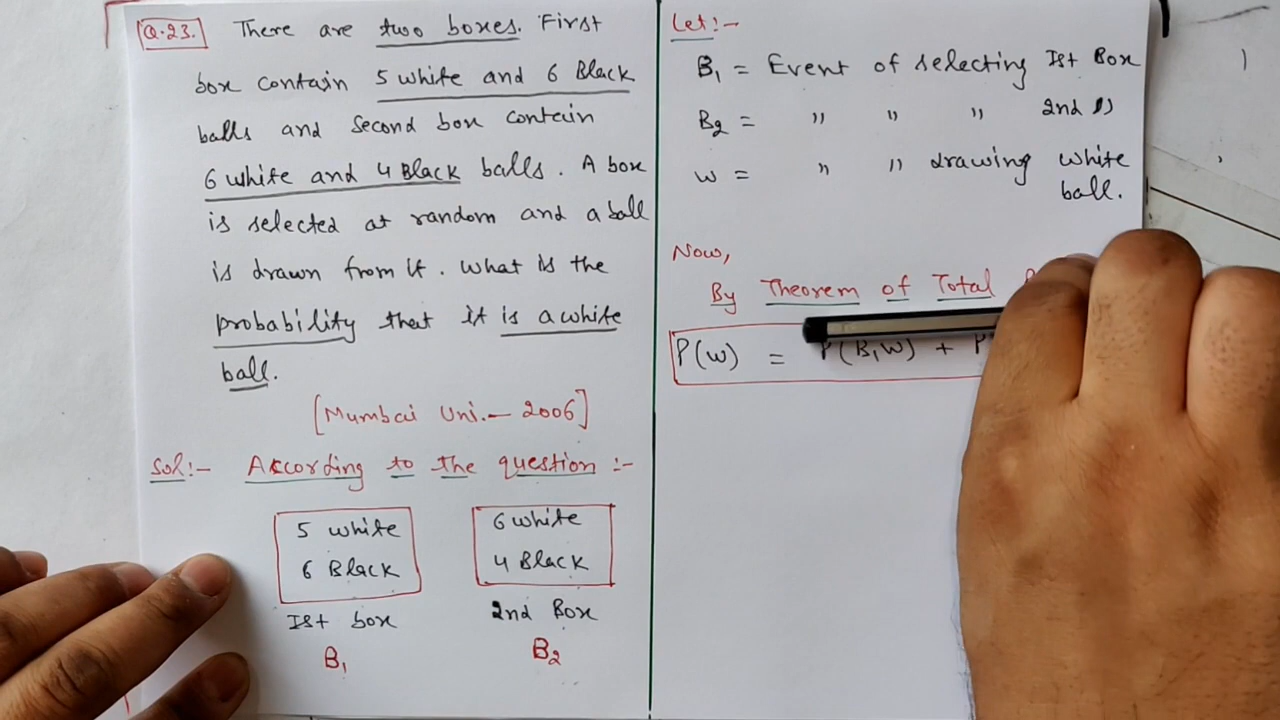 Q.23. There are two boxes. First
box contain 5 white and 6 Black
balls and second box contain
6 white and 4 Black balls. A box
is selected at random and a ball
is drawn from it. What is the
probability that it is a white
ball.
[Mumbai Uni.- 2006]
Sol:- According to the question :-
5 white
6 Black
Ist box
B₁
6 white
4 Black
2nd Box
B₂
Let:-
B₁ = Event of selecting Ist Box
B₂ = " " " 2nd "
W = " " drawing white
ball.
Now,
By Theorem of Total
P(W) = P(B₁W) +